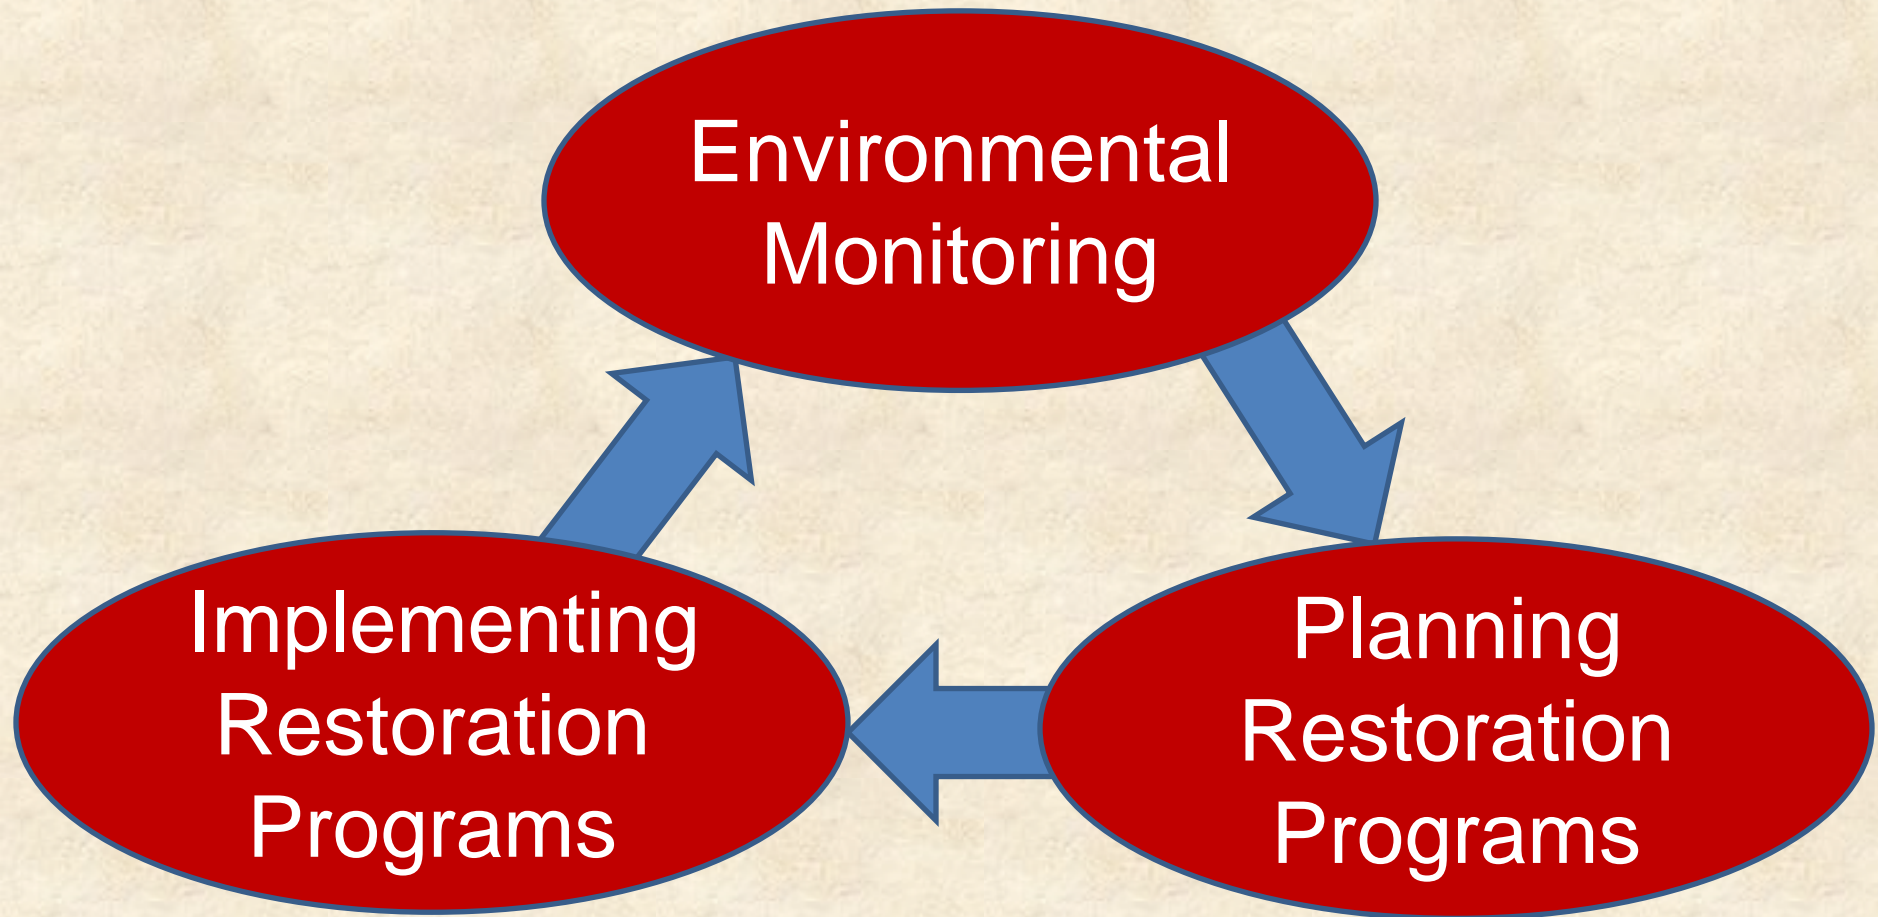 Environmental
Monitoring
Implementing
Restoration
Programs
Planning
Restoration
Programs